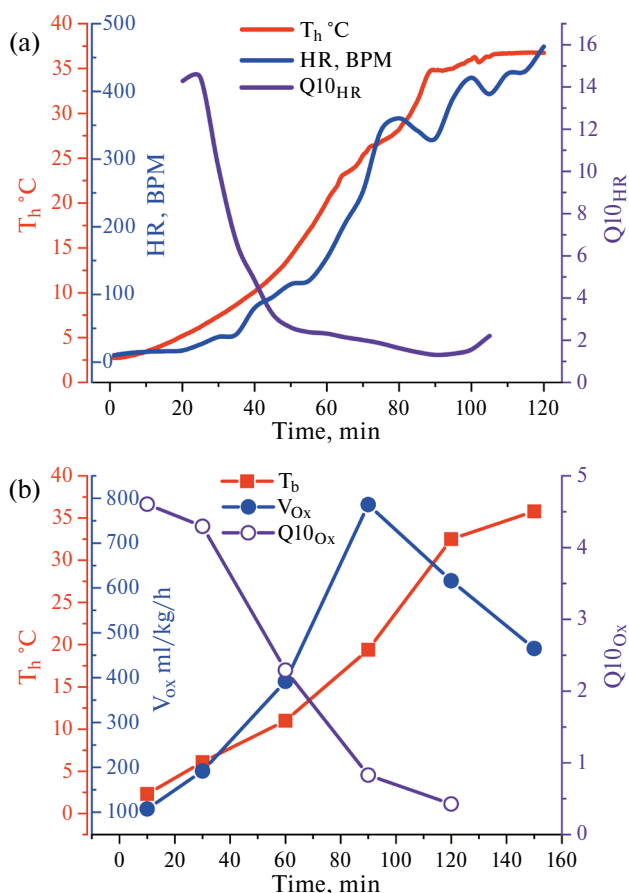 (a)
T_h °C
HR, BPM
Q10_HR
40
35
30
25
20
15
10
5
0
T_h °C
500
400
300
200
100
0
HR, BPM
16
14
12
10
8
6
4
2
0
Q10_HR
0 20 40 60 80 100 120
Time, min
(b)
T_b
V_Ox
Q10_Ox
40
35
30
25
20
15
10
5
0
T_h °C
800
743
600
453
400
300
200
100
V_ox ml/kg/h
5
4
3
2
1
0
Q10_Ox
0 20 40 60 80 100 120 140 160
Time, min